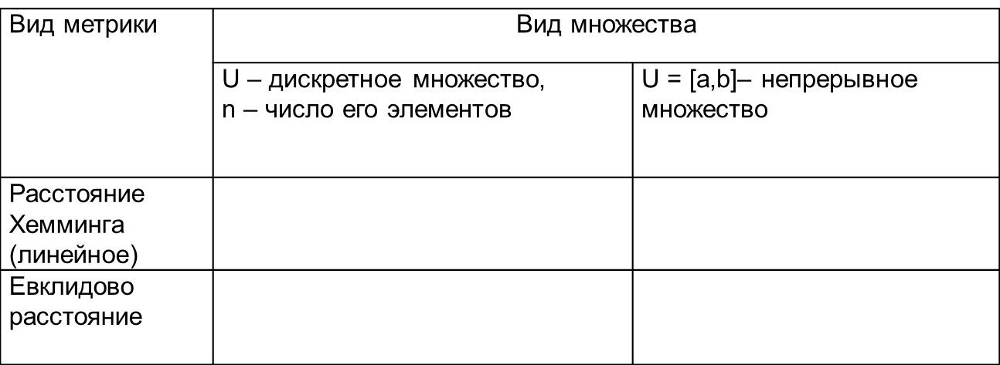 Вид метрики
Вид множества
U – дискретное множество,
n – число его элементов
U = [a,b]– непрерывное
множество
Расстояние
Хемминга
(линейное)
Евклидово
расстояние